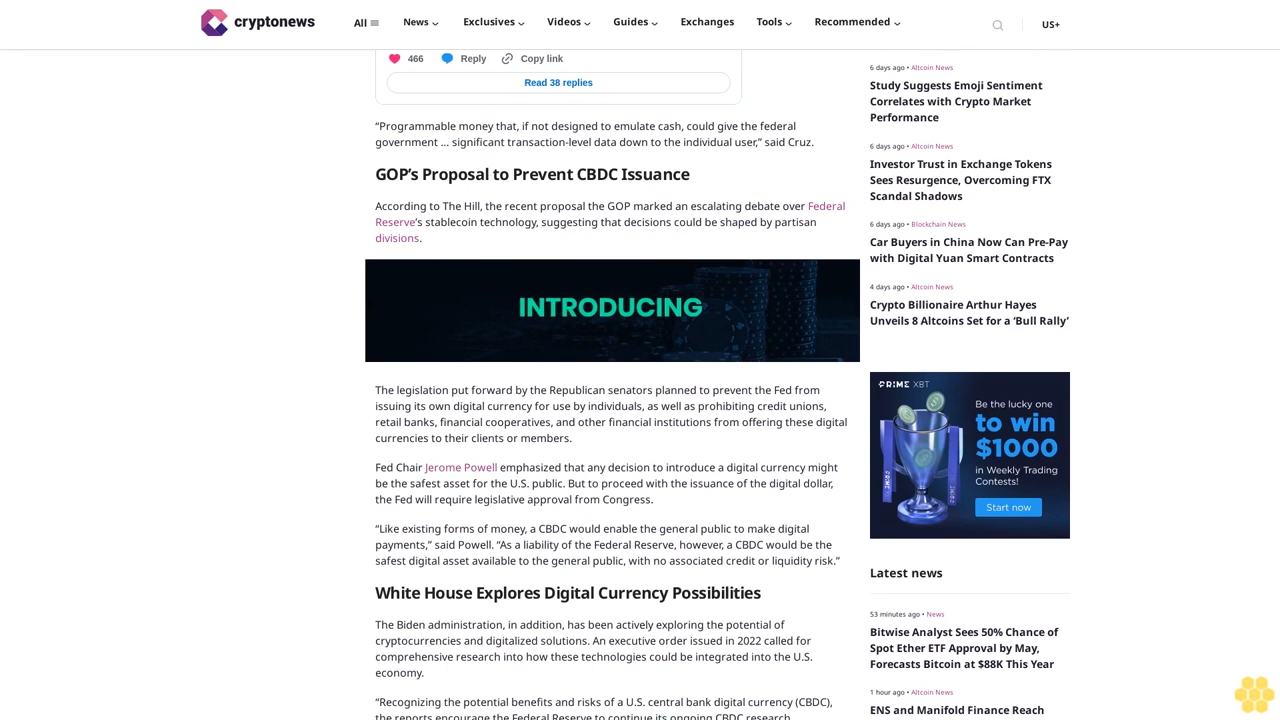 cryptonews
All
News
Exclusives
Videos
Guides
Exchanges
Tools
Recommended
US+
466
Reply
Copy link
Read 38 replies
“Programmable money that, if not designed to emulate cash, could give the federal
government … significant transaction-level data down to the individual user,” said Cruz.
GOP’s Proposal to Prevent CBDC Issuance
According to The Hill, the recent proposal the GOP marked an escalating debate over Federal
Reserve’s stablecoin technology, suggesting that decisions could be shaped by partisan
divisions.
INTRODUCING
The legislation put forward by the Republican senators planned to prevent the Fed from
issuing its own digital currency for use by individuals, as well as prohibiting credit unions,
retail banks, financial cooperatives, and other financial institutions from offering these digital
currencies to their clients or members.
Fed Chair Jerome Powell emphasized that any decision to introduce a digital currency might
be the safest asset for the U.S. public. But to proceed with the issuance of the digital dollar,
the Fed will require legislative approval from Congress.
“Like existing forms of money, a CBDC would enable the general public to make digital
payments,” said Powell. “As a liability of the Federal Reserve, however, a CBDC would be the
safest digital asset available to the general public, with no associated credit or liquidity risk.”
White House Explores Digital Currency Possibilities
The Biden administration, in addition, has been actively exploring the potential of
cryptocurrencies and digitalized solutions. An executive order issued in 2022 called for
comprehensive research into how these technologies could be integrated into the U.S.
economy.
“Recognizing the potential benefits and risks of a U.S. central bank digital currency (CBDC),
the reports encourage the Federal Reserve to continue its ongoing CBDC research,
6 days ago • Altcoin News
Study Suggests Emoji Sentiment
Correlates with Crypto Market
Performance
6 days ago • Altcoin News
Investor Trust in Exchange Tokens
Sees Resurgence, Overcoming FTX
Scandal Shadows
6 days ago • Blockchain News
Car Buyers in China Now Can Pre-Pay
with Digital Yuan Smart Contracts
4 days ago • Altcoin News
Crypto Billionaire Arthur Hayes
Unveils 8 Altcoins Set for a ‘Bull Rally’
PRIME XBT
Be the lucky one
to win
$1000
in Weekly Trading
Contests!
Start now
Latest news
53 minutes ago • News
Bitwise Analyst Sees 50% Chance of
Spot Ether ETF Approval by May,
Forecasts Bitcoin at $88K This Year
1 hour ago • Altcoin News
ENS and Manifold Finance Reach